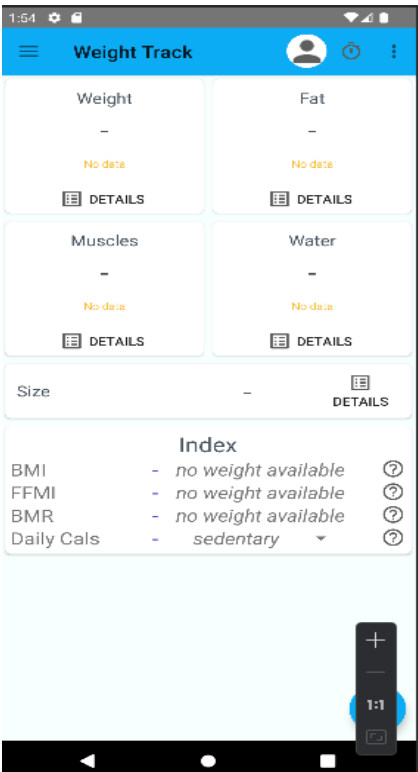 1:54
Weight Track
Weight Fat
- -
No data No data
DETAILS DETAILS
Muscles Water
- -
No data No data
DETAILS DETAILS
Size - DETAILS
Index
BMI - no weight available
FFMI - no weight available
BMR - no weight available
Daily Cals - sedentary
1:1